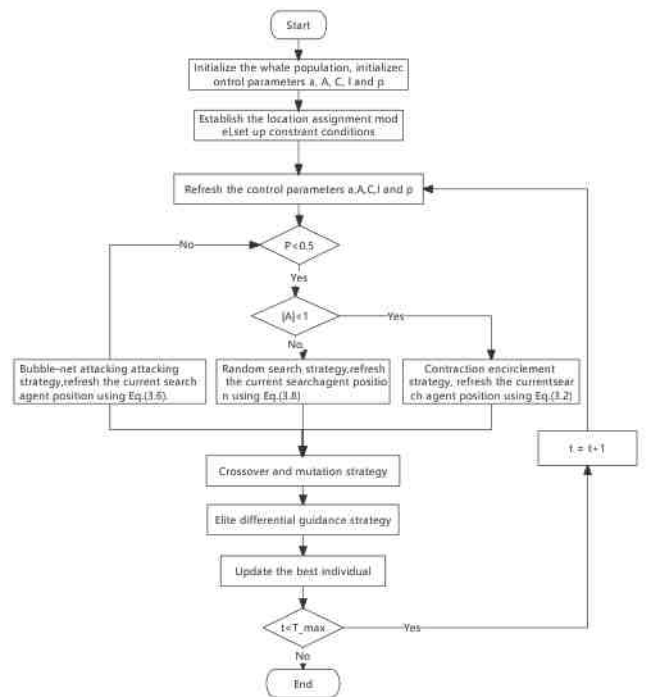 Start
Initialize the whale population, initializec
ontrol parameters a, A, C, l and p
Establish the location assignment mod
el,set up constrant conditions
Refresh the control parameters a,A,C,l and p
No
P<0.5
Yes
|A|<1
Yes
No
Bubble-net attacking attacking
strategy,refresh the current search
agent position using Eq.(3.6).
Random search strategy,refresh
the current searchagent positio
n using Eq.(3.8)
Contraction encirclement
strategy, refresh the currentsear
ch agent position using Eq.(3.2)
t = t+1
Crossover and mutation strategy
Elite differential guidance strategy
Update the best individual
t<T_max
Yes
No
End